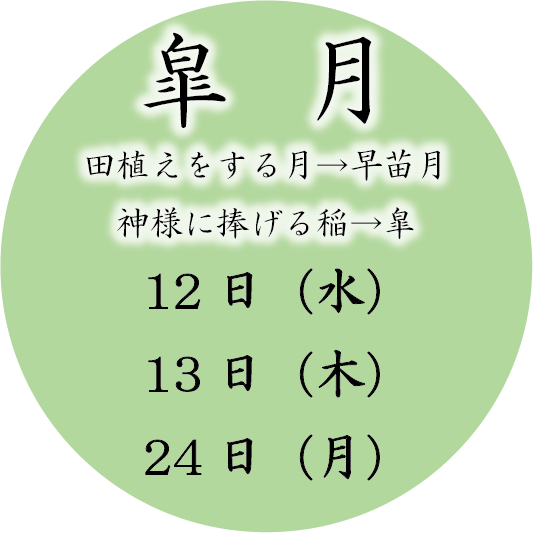 皐　月
田植えをする月→早苗月
神様に捧げる稲→皐
12日（水）
13日（木）
24日（月）